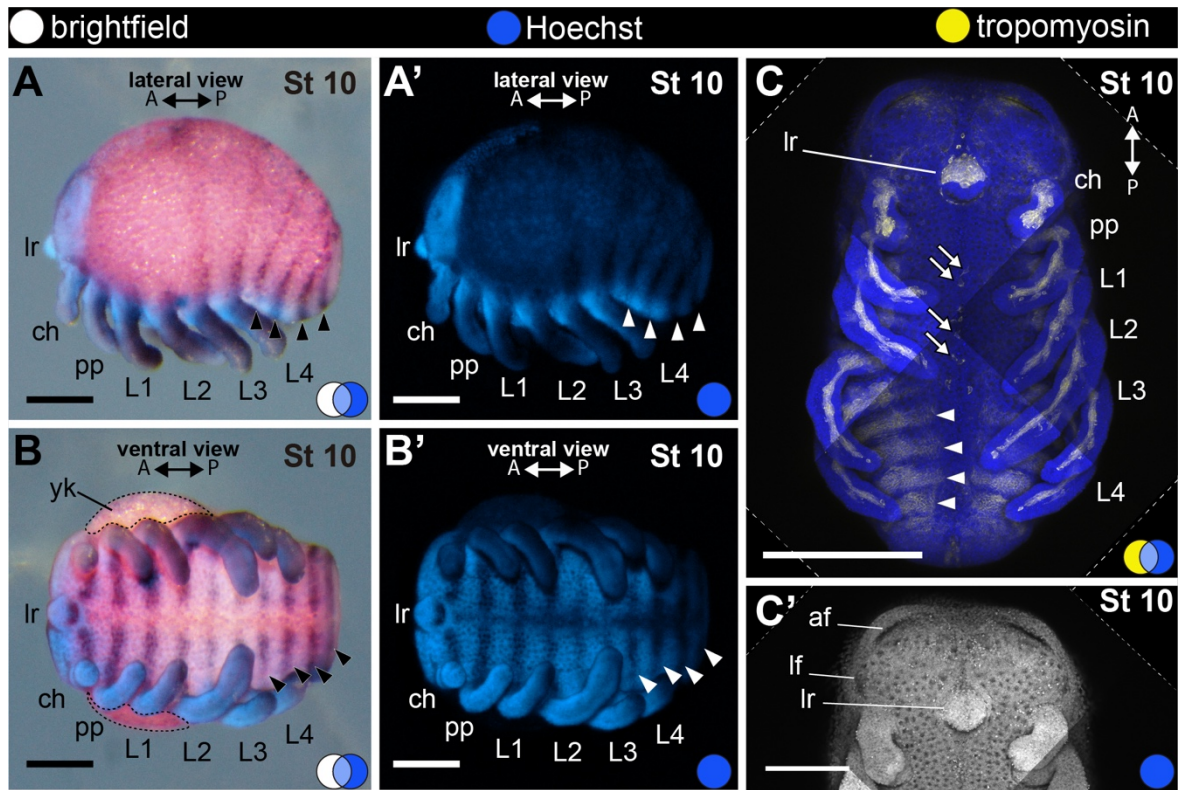 brightfield
Hoechst
tropomyosin
A
lateral view
A P
St 10
lr
ch
pp
L1
L2
L3
L4
A’
lateral view
A P
St 10
ch
pp
L1
L2
L3
L4
B
ventral view
A P
St 10
yk
lr
ch
pp
L1
L2
L3
L4
B’
ventral view
A P
St 10
ch
pp
L1
L2
L3
L4
C
St 10
A
P
lr
ch
pp
L1
L2
L3
L4
C’
St 10
af
lf
lr